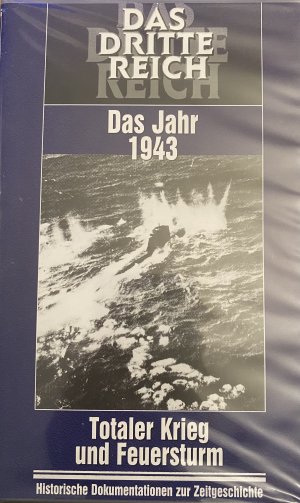 DAS
DRITTE
REICH
Das Jahr
1943
Totaler Krieg
und Feuersturm
Historische Dokumentationen zur Zeitgeschichte